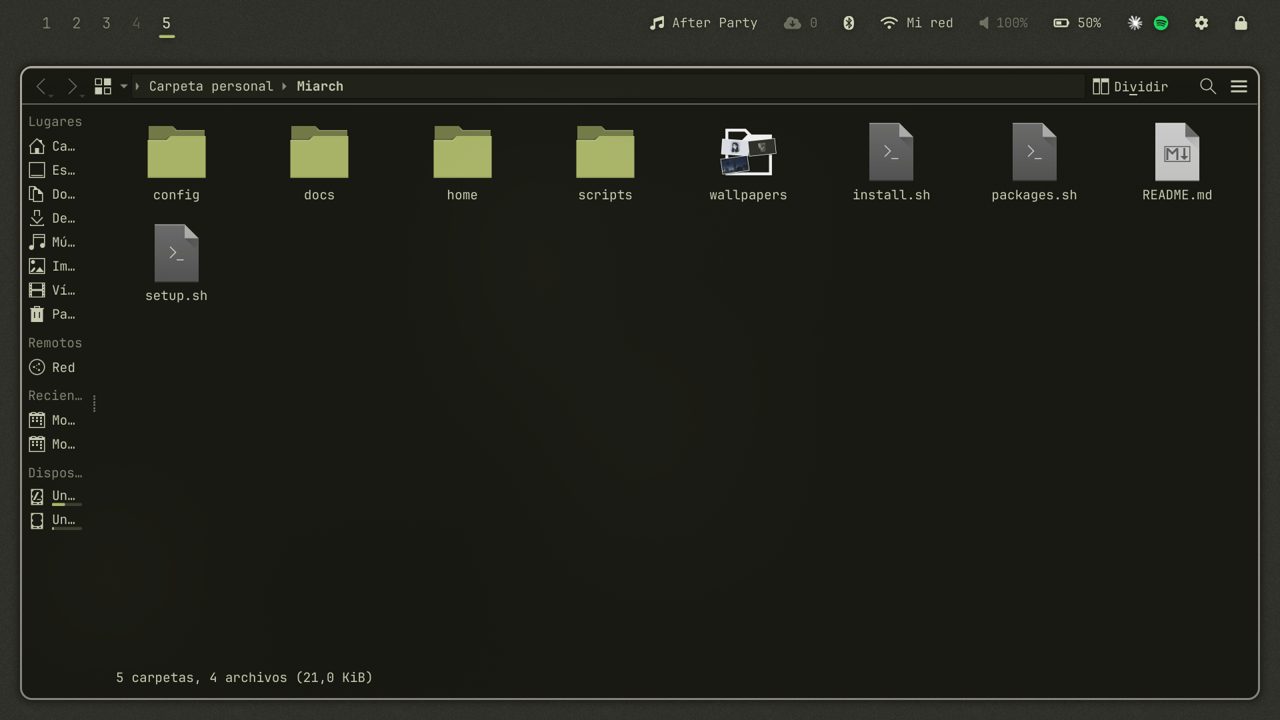 1 2 3 4 5 After Party 0 Mi red 100% 50%
Carpeta personal Miarch Dividir
Lugares
Ca…
Es…
Do…
De…
Mú…
Im…
Ví…
Pa…
Remotos
Red
Recien…
Mo…
Mo…
Dispos…
Un…
Un…
config docs home scripts wallpapers install.sh packages.sh README.md
setup.sh
5 carpetas, 4 archivos (21,0 KiB)